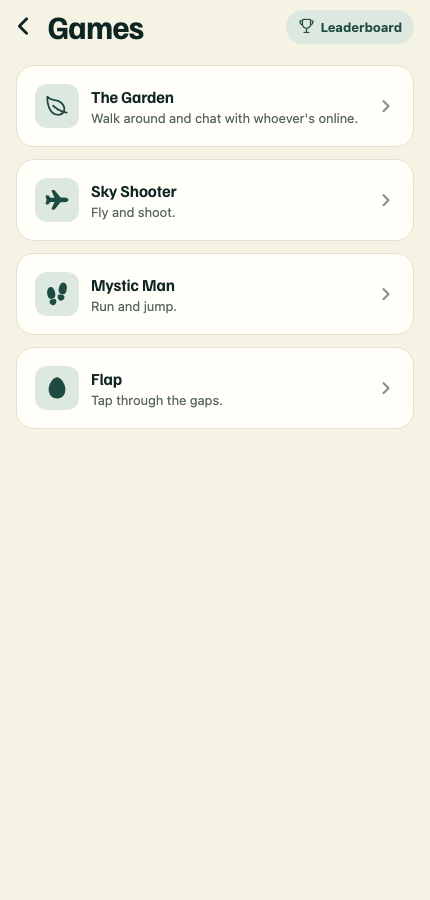 Games
Leaderboard
The Garden
Walk around and chat with whoever's online.
Sky Shooter
Fly and shoot.
Mystic Man
Run and jump.
Flap
Tap through the gaps.